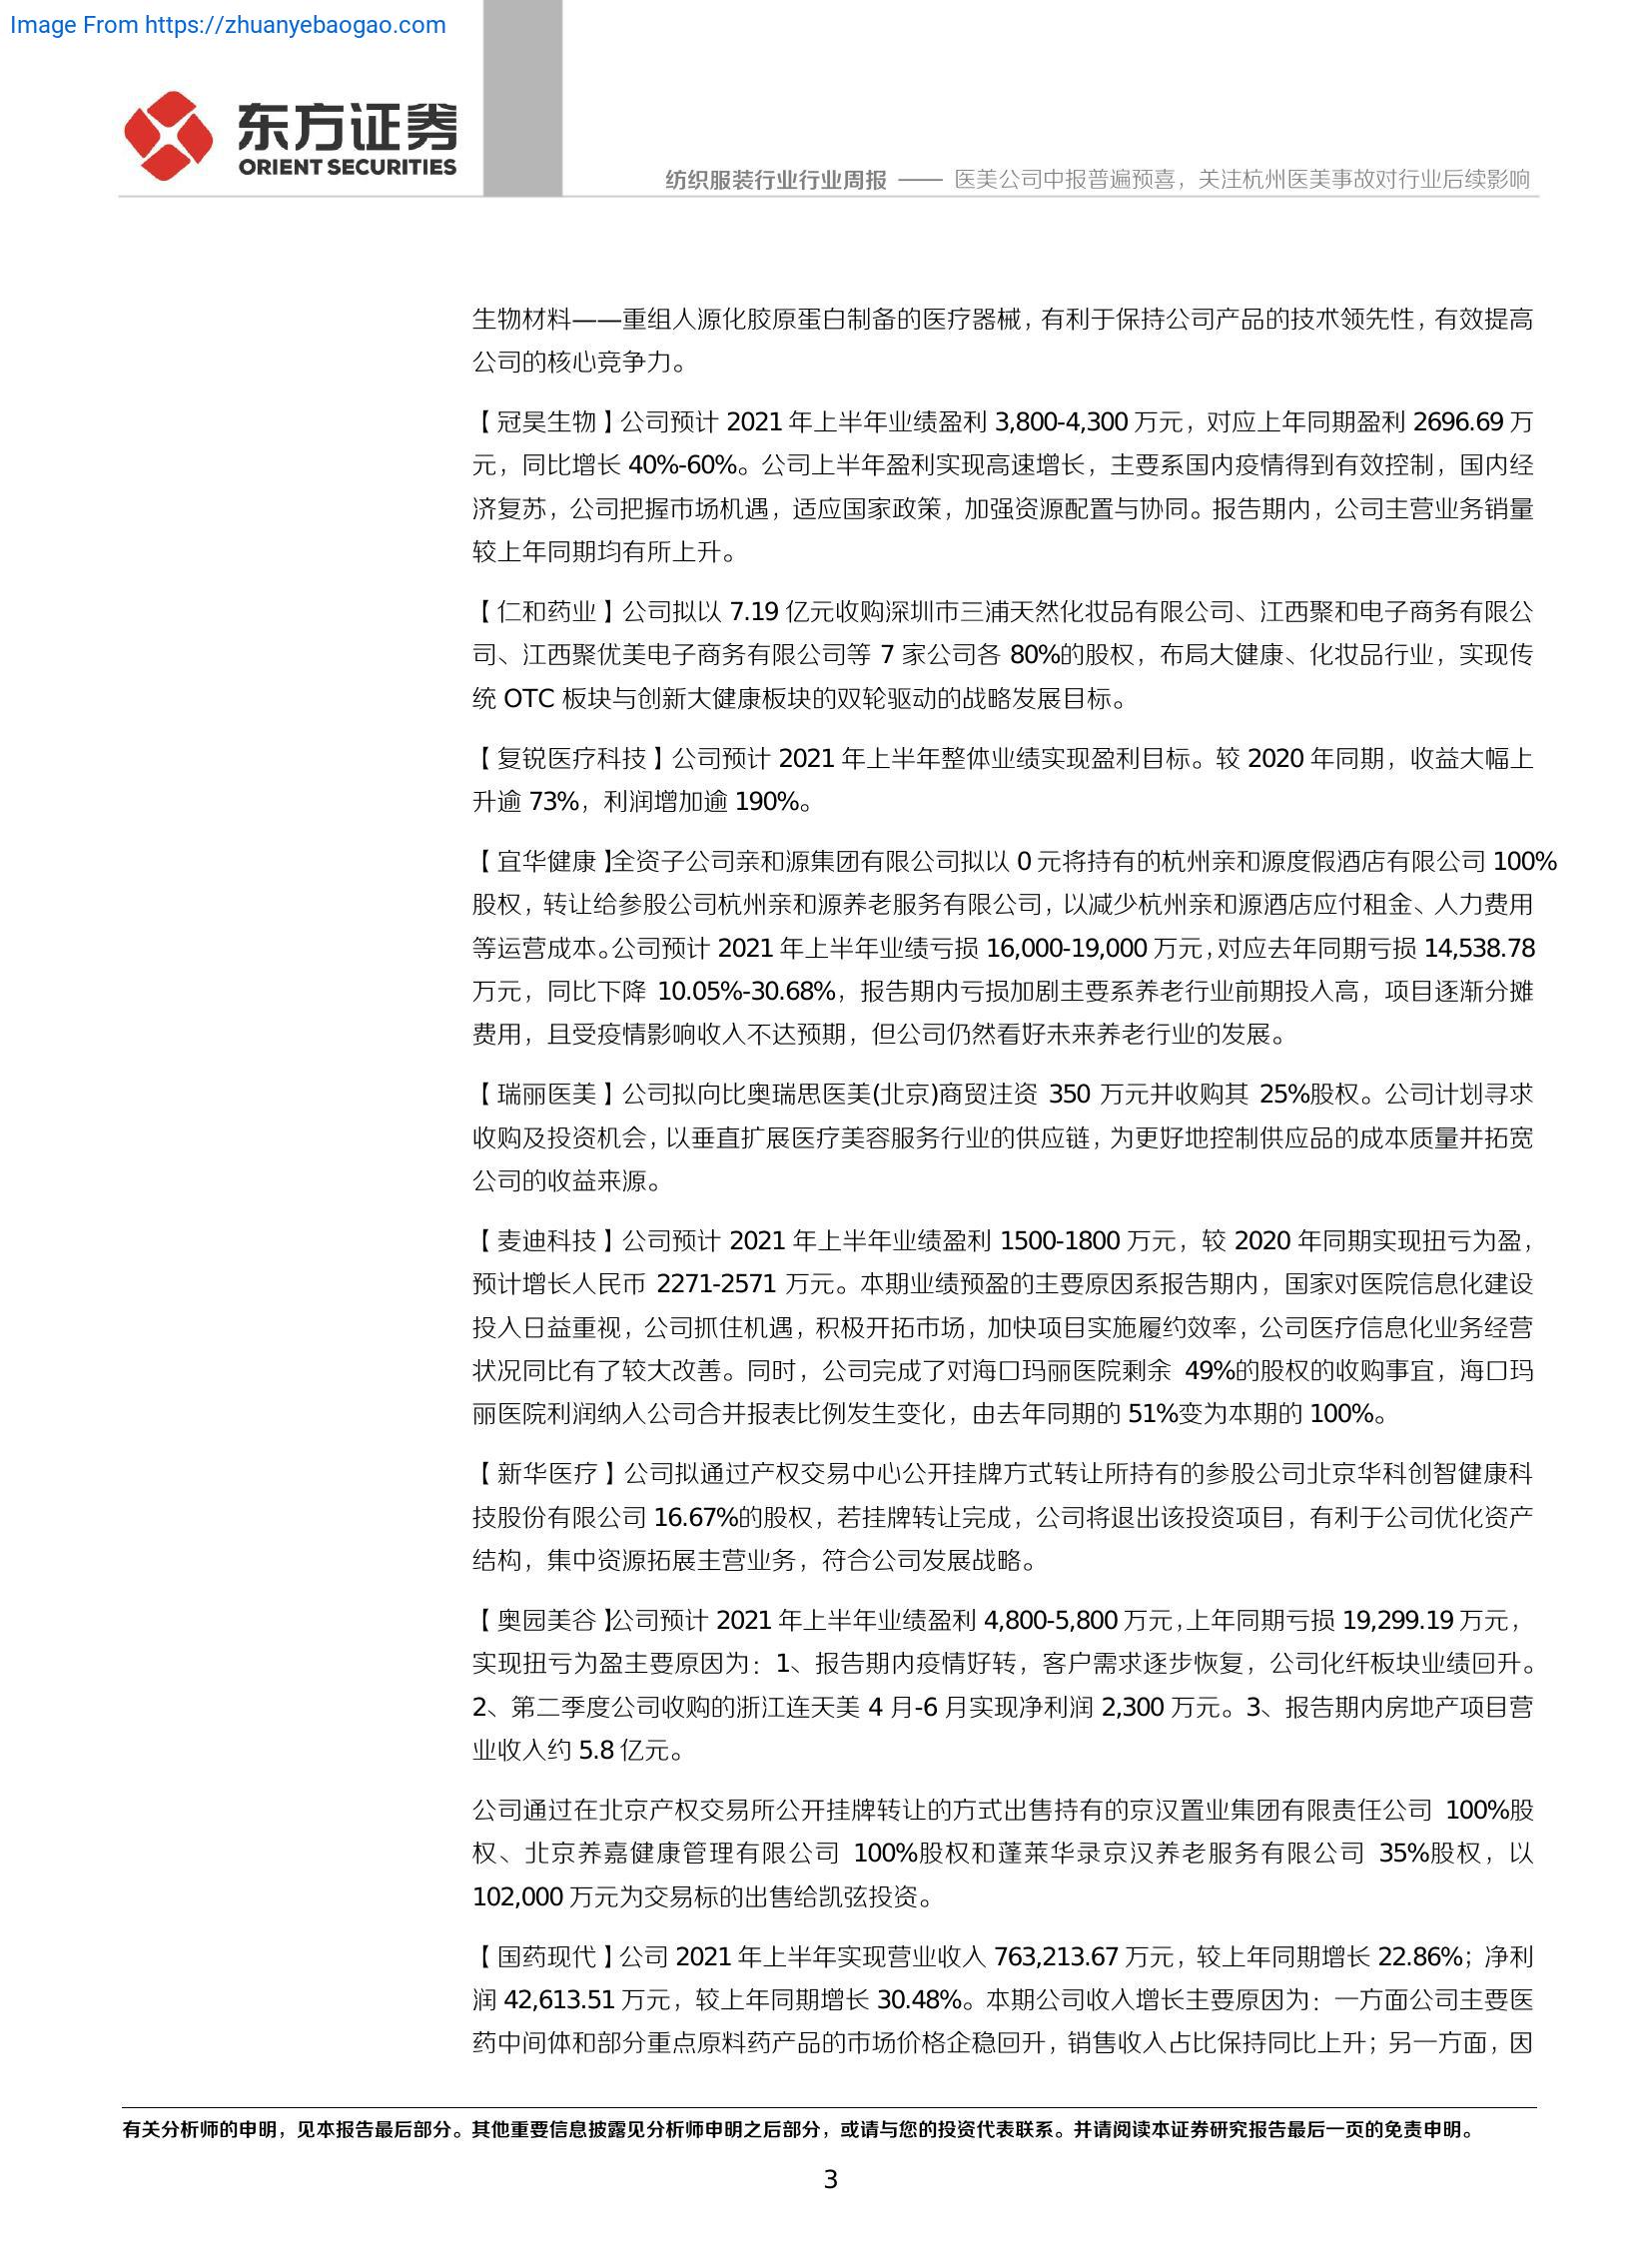 Image From https://zhuanyebaogao.com
东方证券
ORIENT SECURITIES
纺织服装行业行业周报 —— 医美公司中报普遍预喜，关注杭州医美事故对行业后续影响
生物材料——重组人源化胶原蛋白制备的医疗器械，有利于保持公司产品的技术领先性，有效提高
公司的核心竞争力。
【冠昊生物】公司预计 2021 年上半年业绩盈利 3,800-4,300 万元，对应上年同期盈利 2696.69 万
元，同比增长 40%-60%。公司上半年盈利实现高速增长，主要系国内疫情得到有效控制，国内经
济复苏，公司把握市场机遇，适应国家政策，加强资源配置与协同。报告期内，公司主营业务销量
较上年同期均有所上升。
【仁和药业】公司拟以 7.19 亿元收购深圳市三浦天然化妆品有限公司、江西聚和电子商务有限公
司、江西聚优美电子商务有限公司等 7 家公司各 80%的股权，布局大健康、化妆品行业，实现传
统 OTC 板块与创新大健康板块的双轮驱动的战略发展目标。
【复锐医疗科技】公司预计 2021 年上半年整体业绩实现盈利目标。较 2020 年同期，收益大幅上
升逾 73%，利润增加逾 190%。
【宜华健康】全资子公司亲和源集团有限公司拟以 0 元将持有的杭州亲和源度假酒店有限公司 100%
股权，转让给参股公司杭州亲和源养老服务有限公司，以减少杭州亲和源酒店应付租金、人力费用
等运营成本。公司预计 2021 年上半年业绩亏损 16,000-19,000 万元，对应去年同期亏损 14,538.78
万元，同比下降 10.05%-30.68%，报告期内亏损加剧主要系养老行业前期投入高，项目逐渐分摊
费用，且受疫情影响收入不达预期，但公司仍然看好未来养老行业的发展。
【瑞丽医美】公司拟向比奥瑞思医美(北京)商贸注资 350 万元并收购其 25%股权。公司计划寻求
收购及投资机会，以垂直扩展医疗美容服务行业的供应链，为更好地控制供应品的成本质量并拓宽
公司的收益来源。
【麦迪科技】公司预计 2021 年上半年业绩盈利 1500-1800 万元，较 2020 年同期实现扭亏为盈，
预计增长人民币 2271-2571 万元。本期业绩预盈的主要原因系报告期内，国家对医院信息化建设
投入日益重视，公司抓住机遇，积极开拓市场，加快项目实施履约效率，公司医疗信息化业务经营
状况同比有了较大改善。同时，公司完成了对海口玛丽医院剩余 49%的股权的收购事宜，海口玛
丽医院利润纳入公司合并报表比例发生变化，由去年同期的 51%变为本期的 100%。
【新华医疗】公司拟通过产权交易中心公开挂牌方式转让所持有的参股公司北京华科创智健康科
技股份有限公司 16.67%的股权，若挂牌转让完成，公司将退出该投资项目，有利于公司优化资产
结构，集中资源拓展主营业务，符合公司发展战略。
【奥园美谷】公司预计 2021 年上半年业绩盈利 4,800-5,800 万元，上年同期亏损 19,299.19 万元，
实现扭亏为盈主要原因为：1、报告期内疫情好转，客户需求逐步恢复，公司化纤板块业绩回升。
2、第二季度公司收购的浙江连天美 4 月-6 月实现净利润 2,300 万元。3、报告期内房地产项目营
业收入约 5.8 亿元。
公司通过在北京产权交易所公开挂牌转让的方式出售持有的京汉置业集团有限责任公司 100%股
权、北京养嘉健康管理有限公司 100%股权和蓬莱华录京汉养老服务有限公司 35%股权，以
102,000 万元为交易标的出售给凯弦投资。
【国药现代】公司 2021 年上半年实现营业收入 763,213.67 万元，较上年同期增长 22.86%；净利
润 42,613.51 万元，较上年同期增长 30.48%。本期公司收入增长主要原因为：一方面公司主要医
药中间体和部分重点原料药产品的市场价格企稳回升，销售收入占比保持同比上升；另一方面，因
有关分析师的申明，见本报告最后部分。其他重要信息披露见分析师申明之后部分，或请与您的投资代表联系。并请阅读本证券研究报告最后一页的免责申明。
3